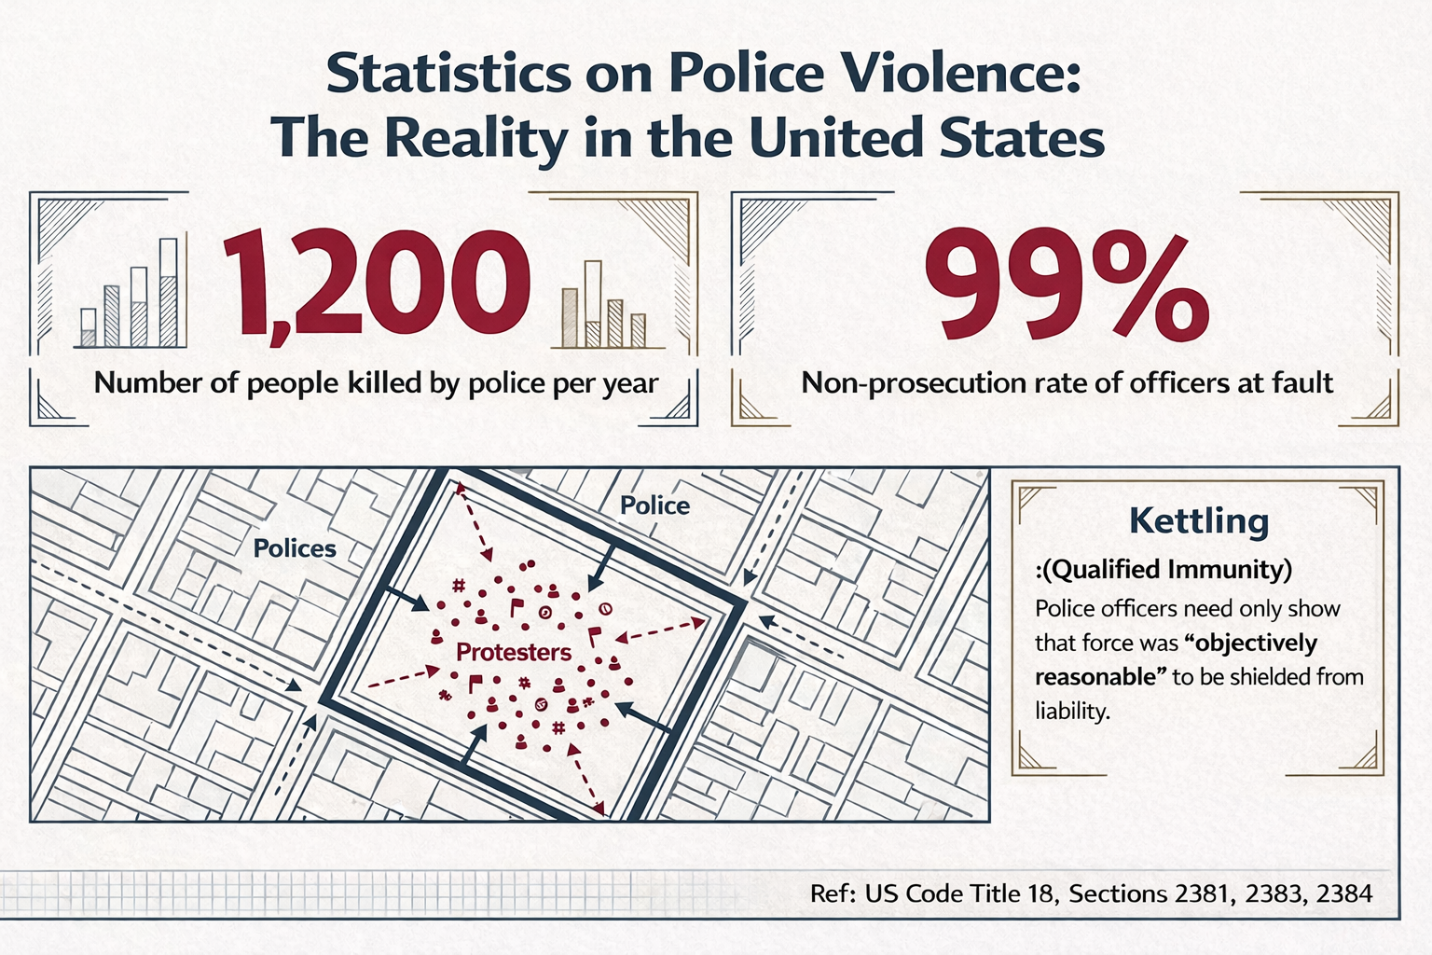 Statistics on Police Violence:
The Reality in the United States
1,200
Number of people killed by police per year
99%
Non-prosecution rate of officers at fault
Polices
Police
Protesters
Kettling
:(Qualified Immunity)
Police officers need only show
that force was “objectively
reasonable” to be shielded from
liability.
Ref: US Code Title 18, Sections 2381, 2383, 2384